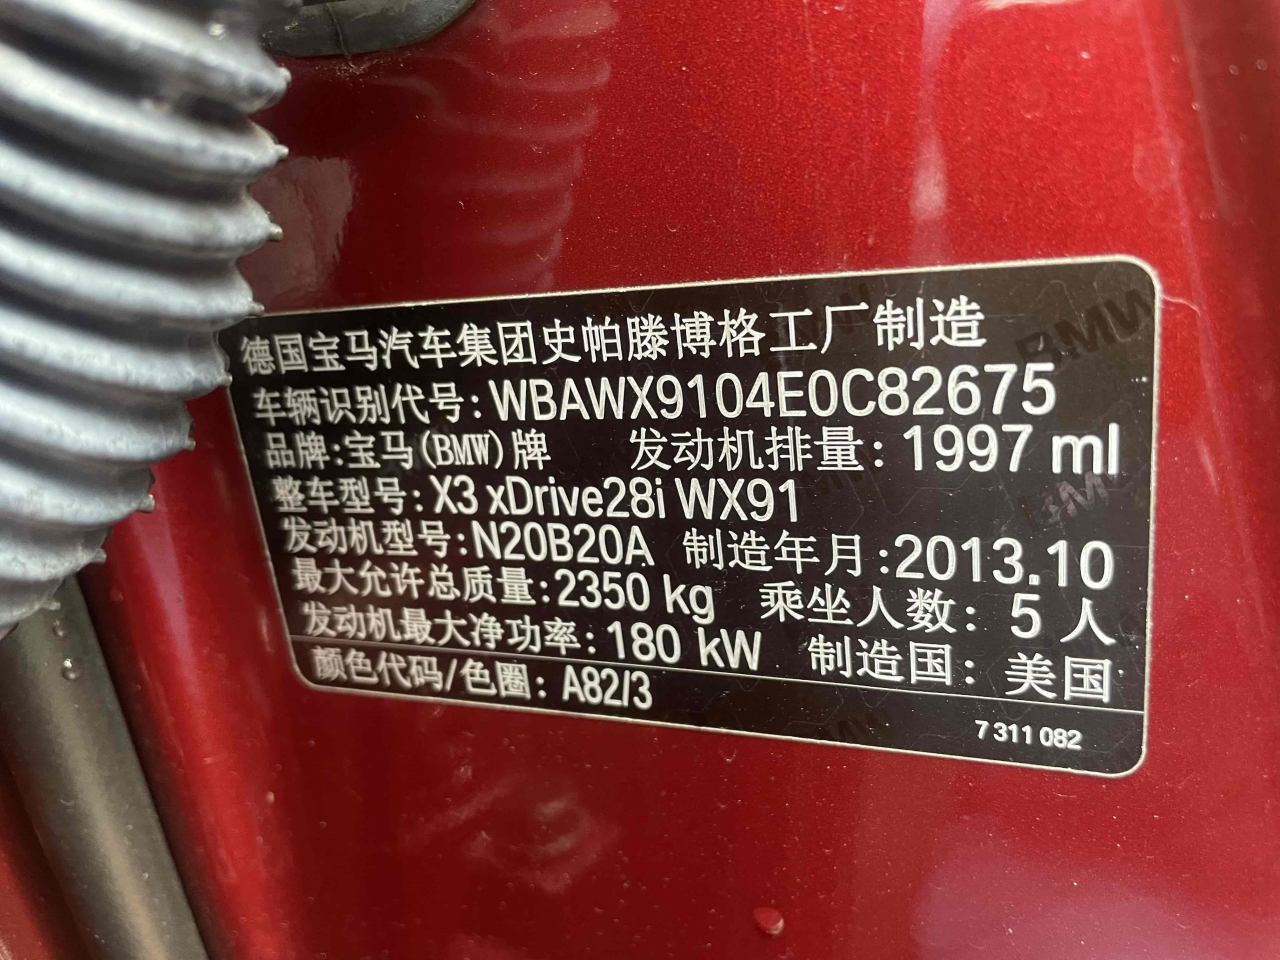 德国宝马汽车集团史帕滕博格工厂制造
车辆识别代号: WBAWX9104E0C82675
品牌: 宝马(BMW)牌 发动机排量: 1997 ml
整车型号: X3 xDrive28i WX91
发动机型号: N20B20A 制造年月: 2013.10
最大允许总质量: 2350 kg 乘坐人数: 5 人
发动机最大净功率: 180 kW 制造国: 美国
颜色代码/色圈: A82/3
7 311 082